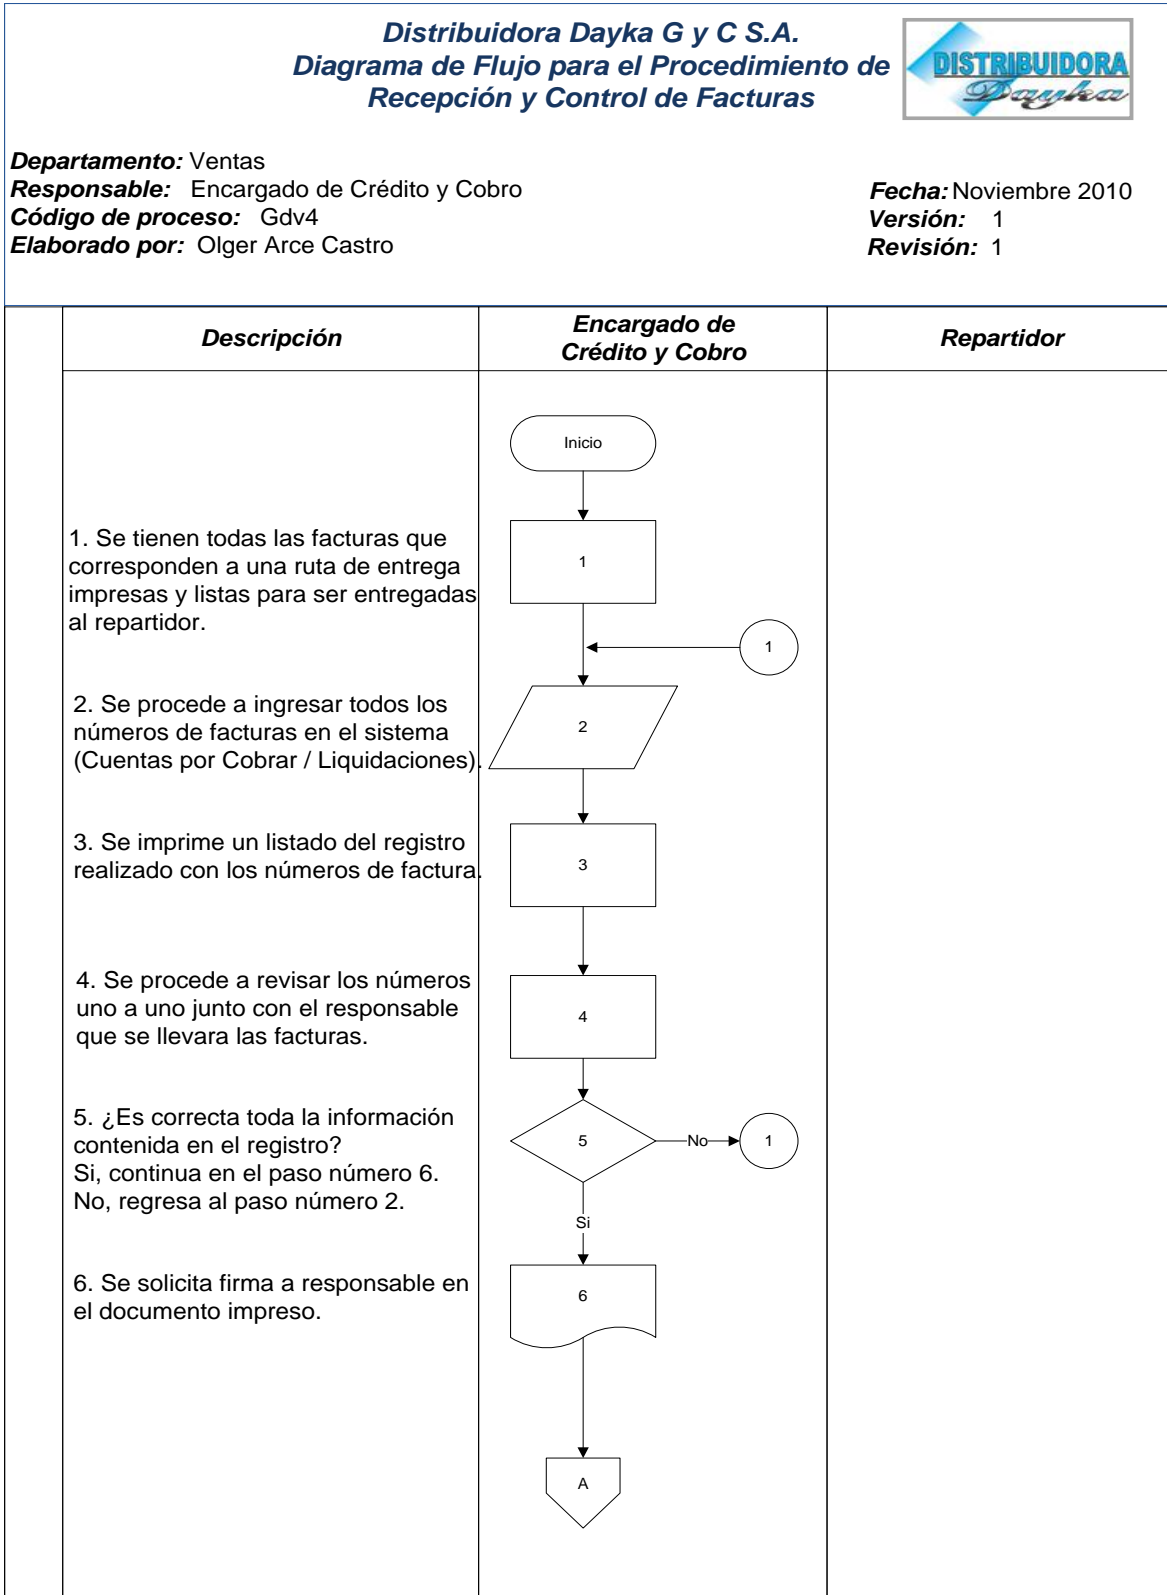 Distribuidora Dayka G y C S.A.
Diagrama de Flujo para el Procedimiento de
Recepción y Control de Facturas
DISTRIBUIDORA
Dayka
Departamento: Ventas
Responsable: Encargado de Crédito y Cobro
Código de proceso: Gdv4
Elaborado por: Olger Arce Castro
Fecha: Noviembre 2010
Versión: 1
Revisión: 1
Descripción
Encargado de
Crédito y Cobro
Repartidor
Inicio
1. Se tienen todas las facturas que
corresponden a una ruta de entrega
impresas y listas para ser entregadas
al repartidor.
1
1
2. Se procede a ingresar todos los
números de facturas en el sistema
(Cuentas por Cobrar / Liquidaciones).
2
3. Se imprime un listado del registro
realizado con los números de factura.
3
4. Se procede a revisar los números
uno a uno junto con el responsable
que se llevara las facturas.
4
5. ¿Es correcta toda la información
contenida en el registro?
Si, continua en el paso número 6.
No, regresa al paso número 2.
5
No
1
Si
6. Se solicita firma a responsable en
el documento impreso.
6
A